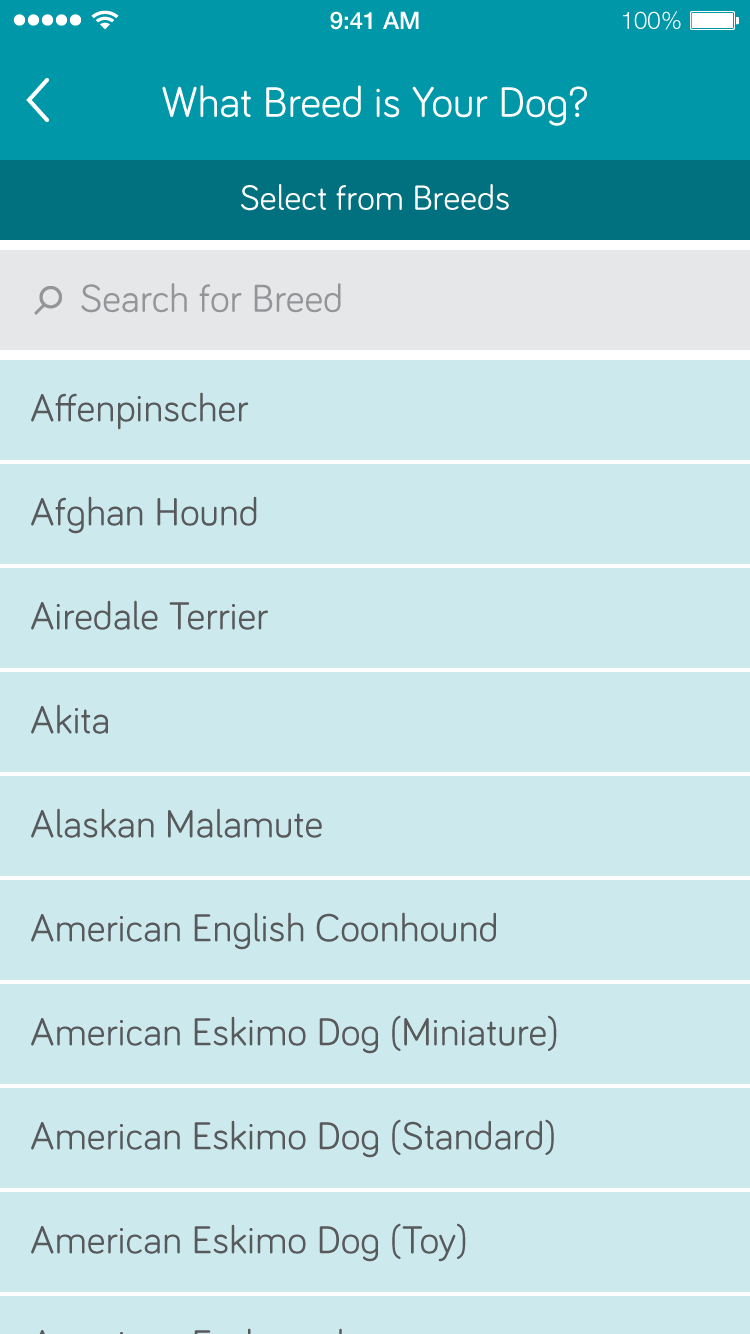 9:41 AM
100%
What Breed is Your Dog?
Select from Breeds
Search for Breed
Affenpinscher
Afghan Hound
Airedale Terrier
Akita
Alaskan Malamute
American English Coonhound
American Eskimo Dog (Miniature)
American Eskimo Dog (Standard)
American Eskimo Dog (Toy)